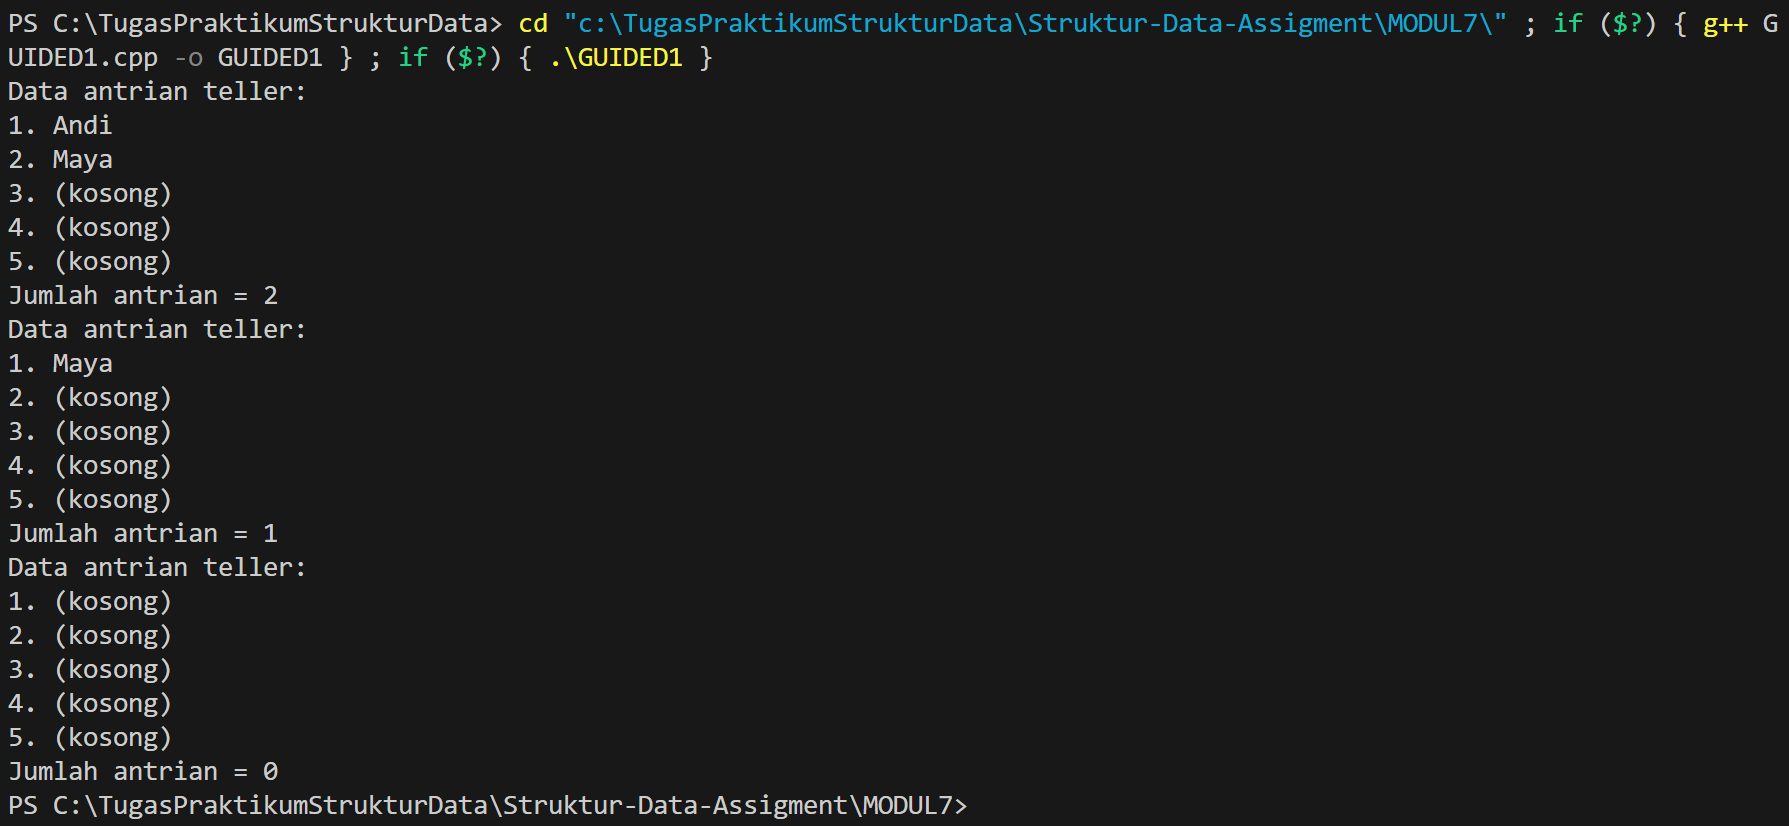 PS C:\TugasPraktikumStrukturData> cd "c:\TugasPraktikumStrukturData\Struktur-Data-Assigment\MODUL7\" ; if ($?) { g++ G
UIDED1.cpp -o GUIDED1 } ; if ($?) { .\GUIDED1 }
Data antrian teller:
1. Andi
2. Maya
3. (kosong)
4. (kosong)
5. (kosong)
Jumlah antrian = 2
Data antrian teller:
1. Maya
2. (kosong)
3. (kosong)
4. (kosong)
5. (kosong)
Jumlah antrian = 1
Data antrian teller:
1. (kosong)
2. (kosong)
3. (kosong)
4. (kosong)
5. (kosong)
Jumlah antrian = 0
PS C:\TugasPraktikumStrukturData\Struktur-Data-Assigment\MODUL7>